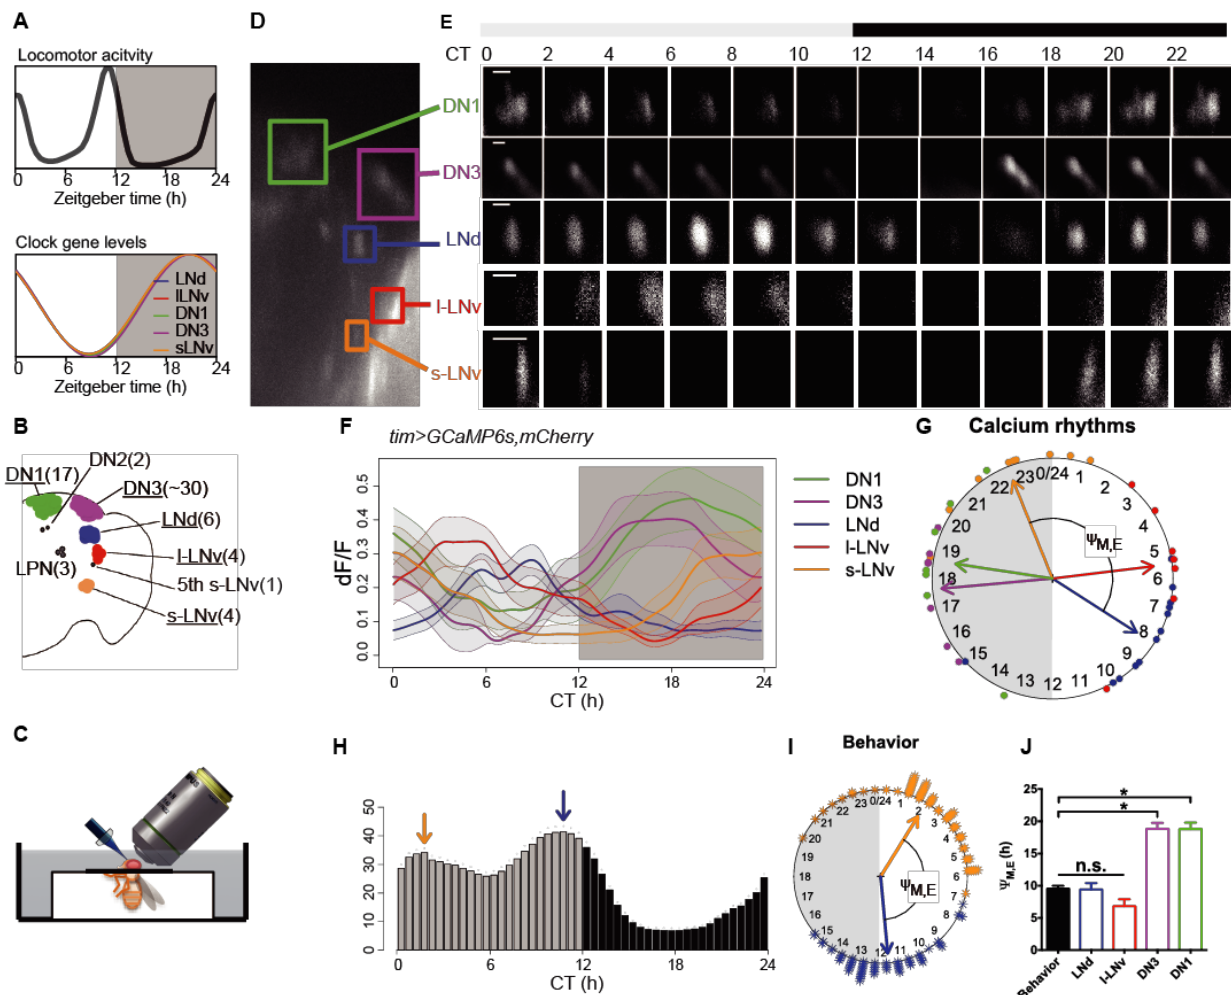 A
Locomotor acitvity
0 6 12 18 24
Zeitgeber time (h)
Clock gene levels
LNd
lLNv
DN1
DN3
sLNv
0 6 12 18 24
Zeitgeber time (h)
B
DN2(2)
DN1(17)
DN3(~30)
LNd(6)
l-LNv(4)
LPN(3)
5th s-LNv(1)
s-LNv(4)
C
D
DN1
DN3
LNd
l-LNv
s-LNv
E
CT 0 2 4 6 8 10 12 14 16 18 20 22
F
tim>GCaMP6s,mCherry
dF/F
0.5
0.4
0.3
0.2
0.1
0.0
0 6 12 18 24
CT (h)
DN1
DN3
LNd
l-LNv
s-LNv
G Calcium rhythms
0/24 1 2 3 4 5 6 7 8 9 10 11 12 13 14 15 16 17 18 19 20 21 22 23
ΨM,E
H
50
40
30
20
10
0
0 6 12 18 24
CT (h)
I Behavior
0/24 1 2 3 4 5 6 7 8 9 10 11 12 13 14 15 16 17 18 19 20 21 22 23
ΨM,E
J
ΨM,E (h)
25
20
15
10
5
0
*
*
n.s.
Behavior
LNd
l-LNv
DN3
DN1